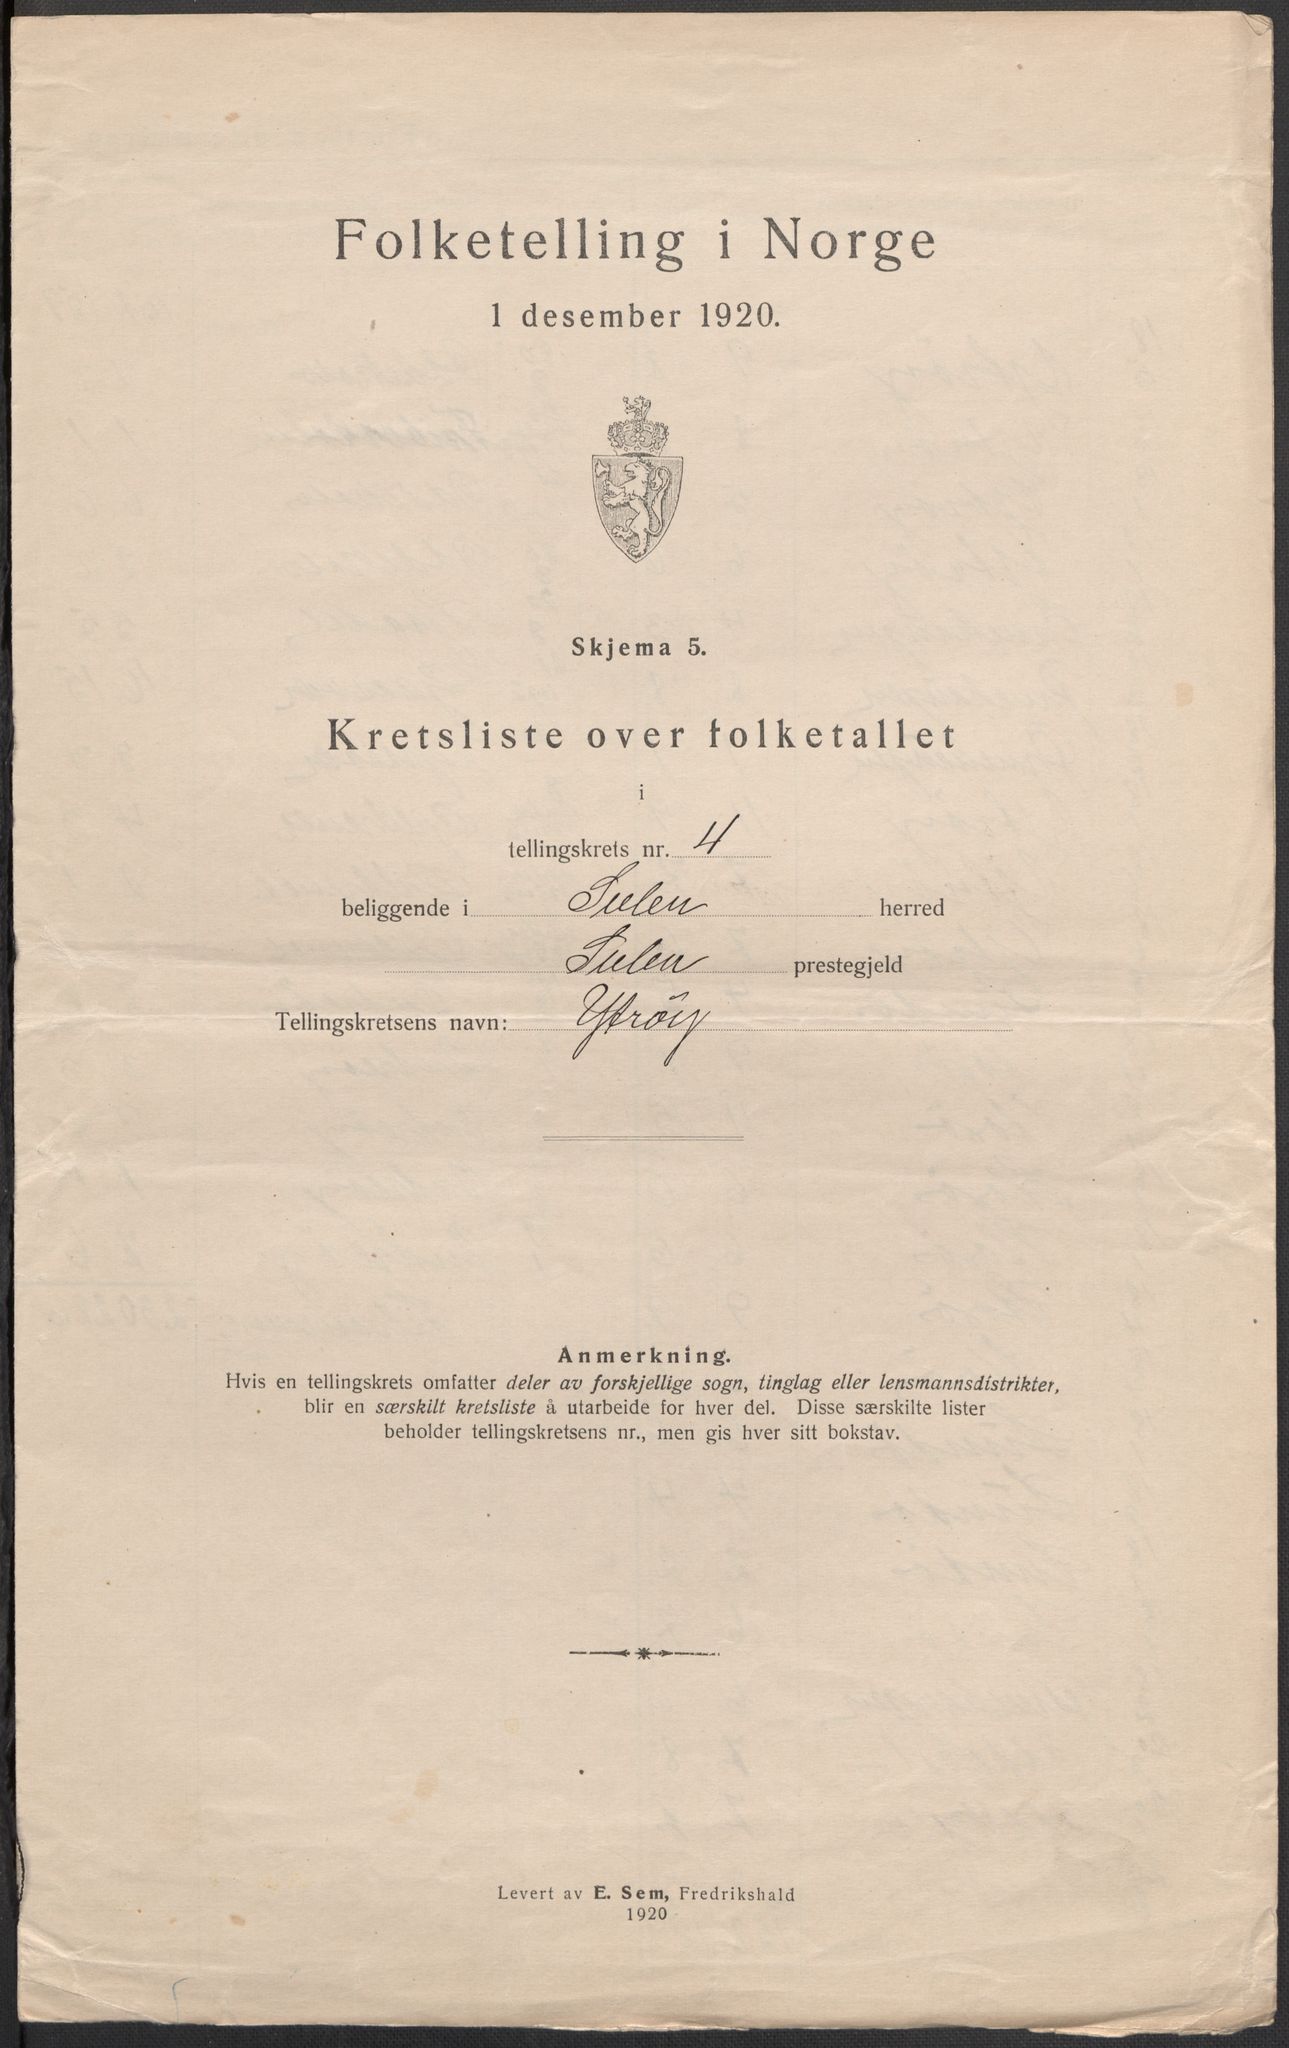 Folketelling i Norge
1 desember 1920.
Skjema 5.
Kretsliste over folketallet
i
tellingskrets nr. 4
beliggende i Sulen herred
Sulen prestegjeld
Tellingskretsens navn: Ytröy
Anmerkning.
Hvis en tellingskrets omfatter deler av forskjellige sogn, tinglag eller lensmannsdistrikter,
blir en særskilt kretsliste å utarbeide for hver del. Disse særskilte lister
beholder tellingskretsens nr., men gis hver sitt bokstav.
Levert av E. Sem, Fredrikshald
1920